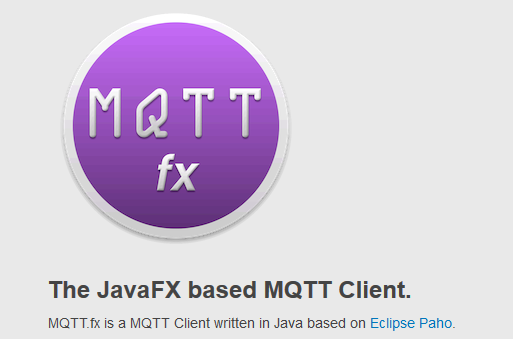 MQTT
fx
The JavaFX based MQTT Client.
MQTT.fx is a MQTT Client written in Java based on Eclipse Paho.